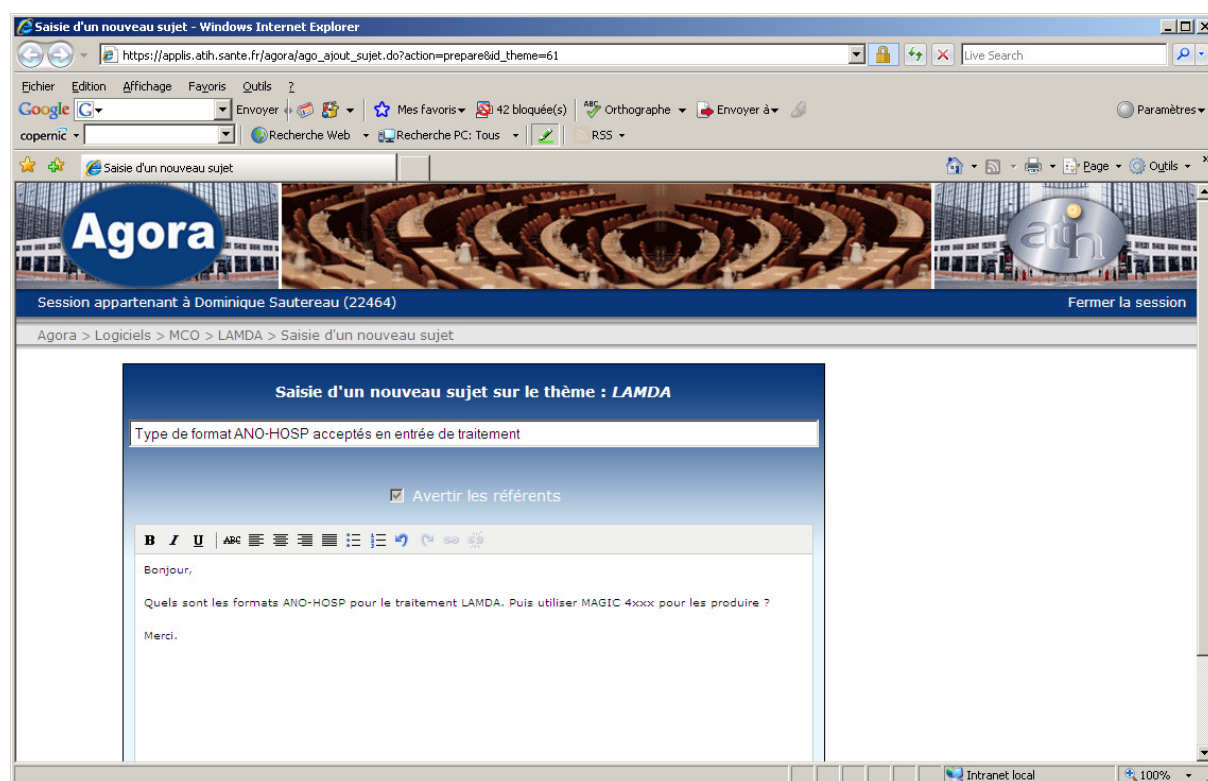 Saisie d'un nouveau sujet - Windows Internet Explorer
https://applis.atih.sante.fr/agora/ago_ajout_sujet.do?action=prepare&id_theme=61
Live Search
Fichier Edition Affichage Favoris Outils ?
Google G Envoyer Mes favoris 42 bloquée(s) ABC Orthographe Envoyer à Paramètres
copernic Recherche Web Recherche PC: Tous RSS
Saisie d'un nouveau sujet Page Outils »
Agora atih
Session appartenant à Dominique Sautereau (22464) Fermer la session
Agora > Logiciels > MCO > LAMDA > Saisie d'un nouveau sujet
Saisie d'un nouveau sujet sur le thème : LAMDA
Type de format ANO-HOSP acceptés en entrée de traitement
Avertir les référents
B I U ABC
Bonjour,
Quels sont les formats ANO-HOSP pour le traitement LAMDA. Puis utiliser MAGIC 4xxx pour les produire ?
Merci.
Intranet local 100%